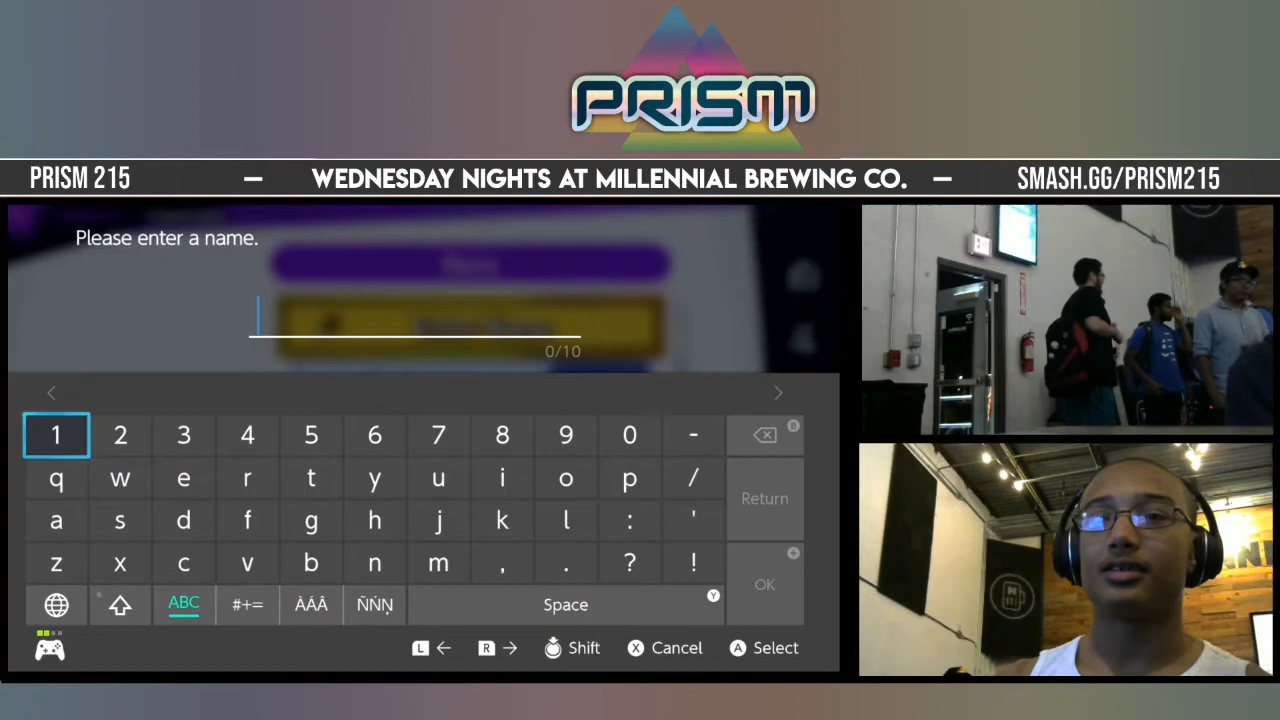 PRISM
PRISM 215 — WEDNESDAY NIGHTS AT MILLENNIAL BREWING CO. — SMASH.GG/PRISM215
Please enter a name.
0/10
< >
1 2 3 4 5 6 7 8 9 0 - B
q w e r t y u i o p / Return
a s d f g h j k l : '
z x c v b n m , . ? ! + OK
ABC #+= ÀÁÂ ÑŃŅ Space Y
L ← R → Shift X Cancel A Select
EXIT